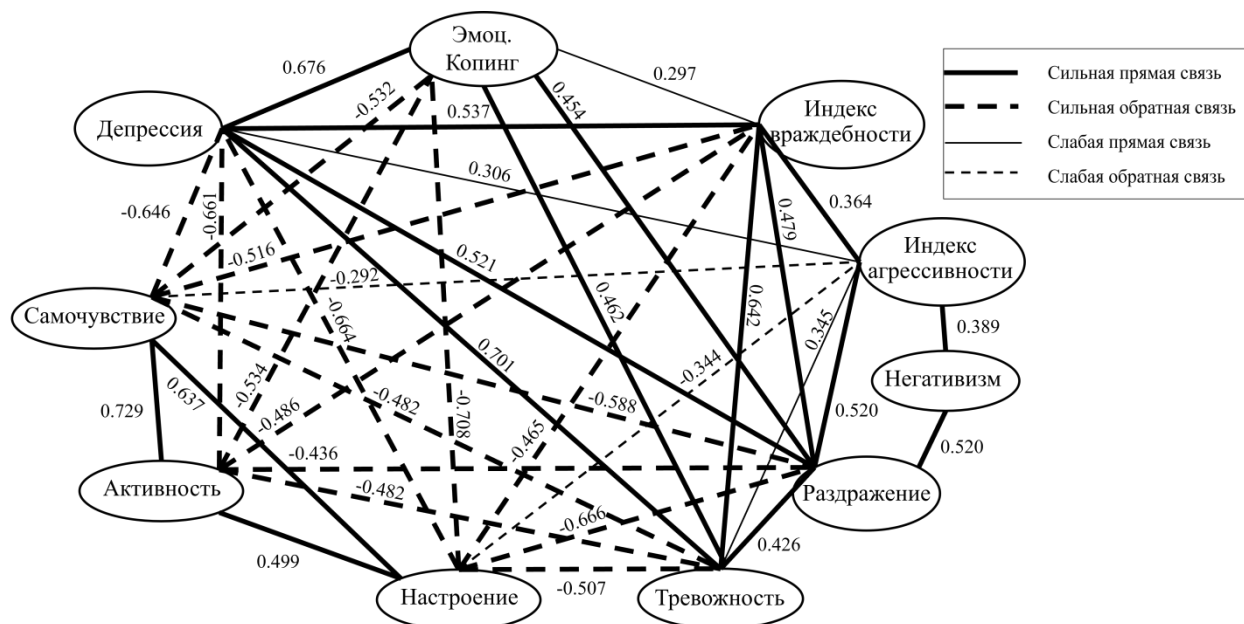 Эмоц.
Копинг
0.676
-0.532
0.537
0.454
0.297
Депрессия
Индекс
враждебности
Сильная прямая связь
Сильная обратная связь
Слабая прямая связь
Слабая обратная связь
0.306
0.364
-0.646
-0.661
-0.516
0.479
0.521
Индекс
агрессивности
-0.292
Самочувствие
-0.664
0.462
0.642
0.345
0.389
0.701
-0.344
Негативизм
0.729
0.637
-0.534
-0.486
-0.482
-0.588
-0.708
-0.465
0.520
0.520
-0.436
Активность
-0.482
Раздражение
-0.666
0.426
0.499
-0.507
Настроение
Тревожность